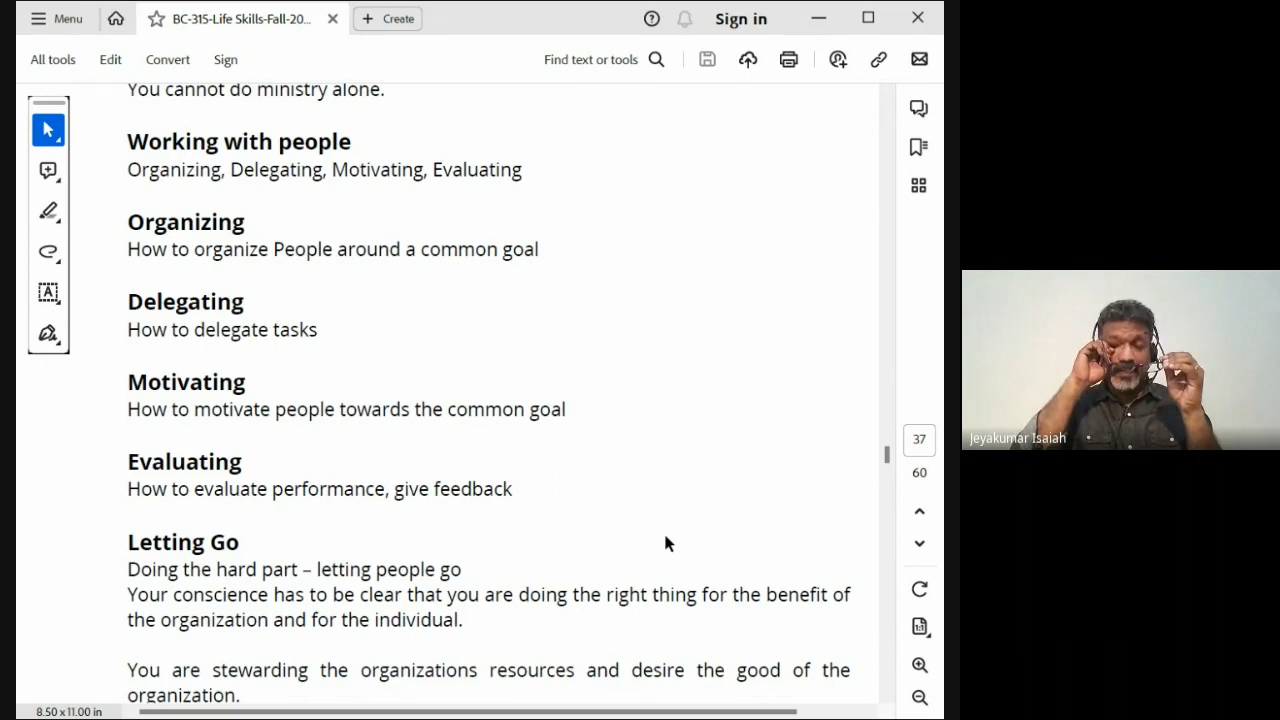 Menu
BC-315-Life Skills-Fall-20...
Create
Sign in
All tools
Edit
Convert
Sign
Find text or tools
You cannot do ministry alone.
Working with people
Organizing, Delegating, Motivating, Evaluating
Organizing
How to organize People around a common goal
Delegating
How to delegate tasks
Motivating
How to motivate people towards the common goal
Evaluating
How to evaluate performance, give feedback
Letting Go
Doing the hard part – letting people go
Your conscience has to be clear that you are doing the right thing for the benefit of
the organization and for the individual.
You are stewarding the organizations resources and desire the good of the
organization.
8.50 x 11.00 in
37
60
Jeyakumar Isaiah